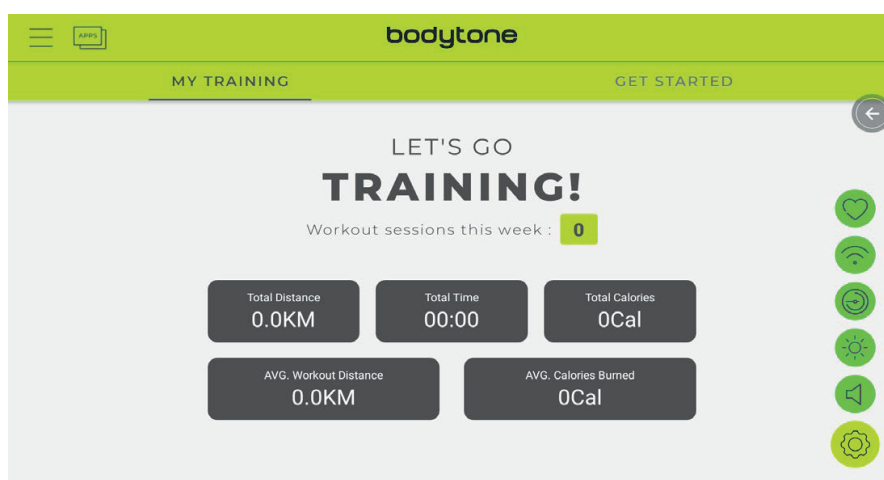 APPS
bodytone
MY TRAINING GET STARTED
LET'S GO
TRAINING!
Workout sessions this week : 0
Total Distance Total Time Total Calories
0.0KM 00:00 0Cal
AVG. Workout Distance AVG. Calories Burned
0.0KM 0Cal